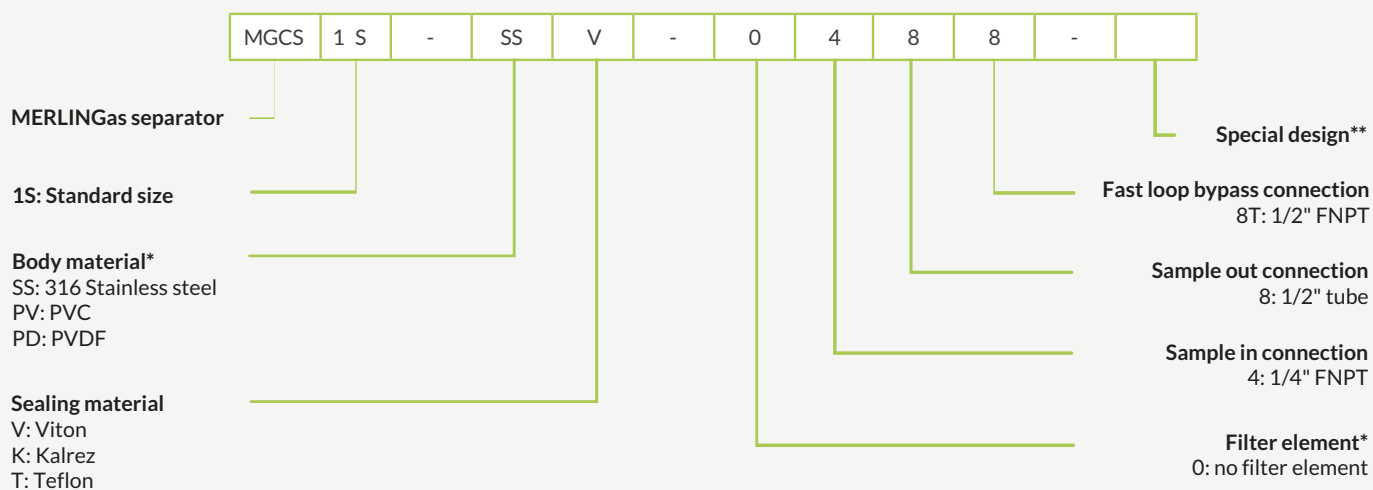 MGCS 1 S - SS V - 0 4 8 8 -
MERLINGas separator
1S: Standard size
Body material*
SS: 316 Stainless steel
PV: PVC
PD: PVDF
Sealing material
V: Viton
K: Kalrez
T: Teflon
Special design**
Fast loop bypass connection
8T: 1/2" FNPT
Sample out connection
8: 1/2" tube
Sample in connection
4: 1/4" FNPT
Filter element*
0: no filter element